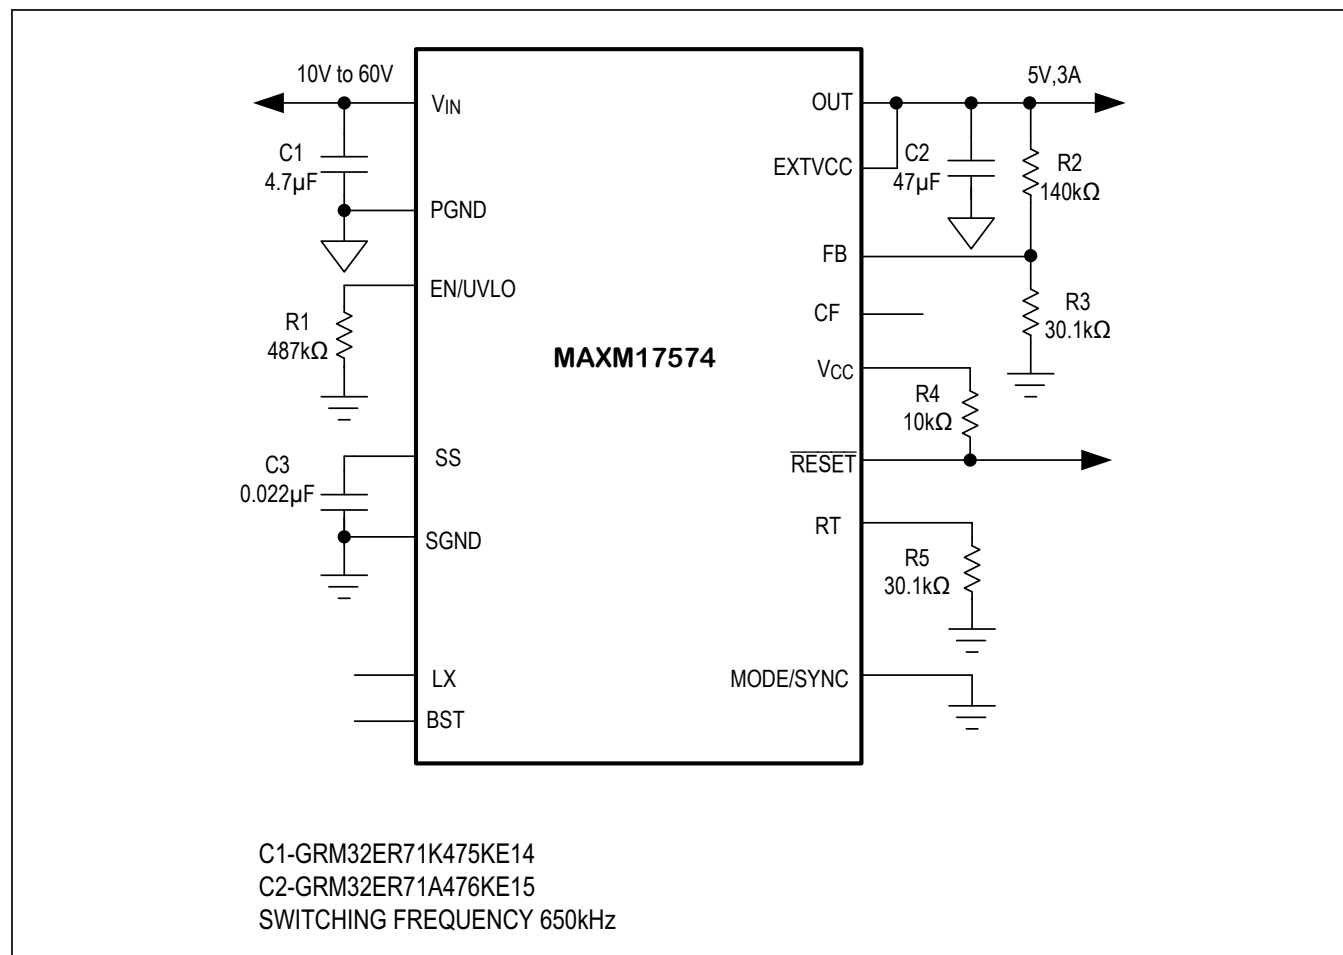 10V to 60V
5V,3A
VIN
OUT
C1
4.7µF
EXTVCC
C2
47µF
R2
140kΩ
PGND
FB
EN/UVLO
R1
487kΩ
CF
R3
30.1kΩ
MAXM17574
VCC
R4
10kΩ
SS
C3
0.022µF
RESET
SGND
RT
R5
30.1kΩ
LX
MODE/SYNC
BST
C1-GRM32ER71K475KE14
C2-GRM32ER71A476KE15
SWITCHING FREQUENCY 650kHz